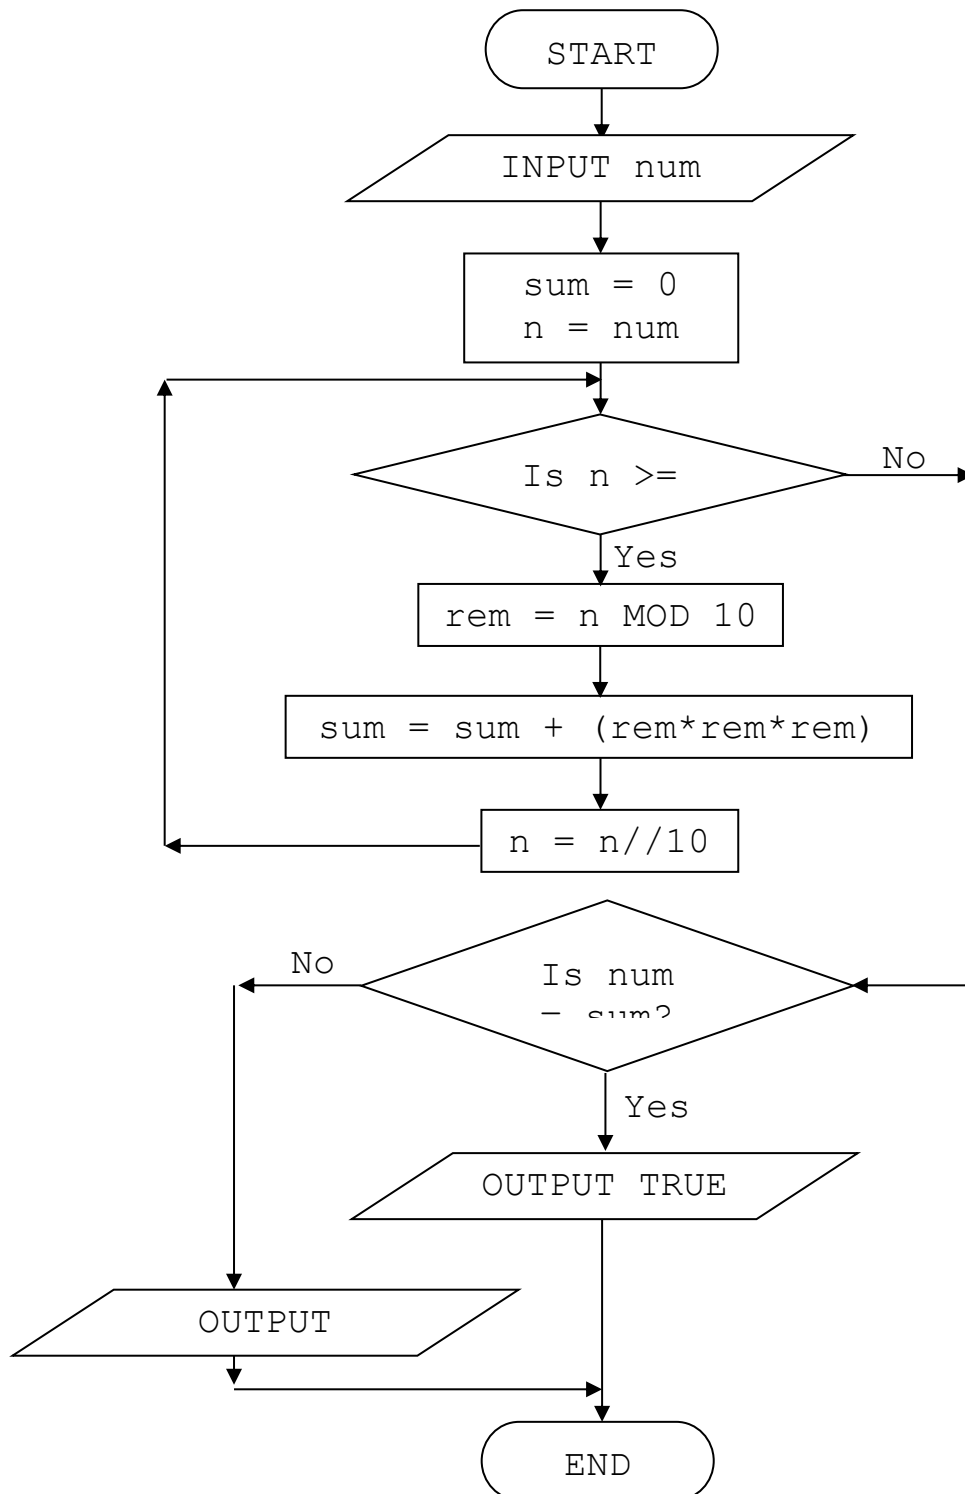 START
INPUT num
sum = 0
n = num
Is n >=
No
Yes
rem = n MOD 10
sum = sum + (rem*rem*rem)
n = n//10
No
Is num
= sum?
Yes
OUTPUT TRUE
OUTPUT
END